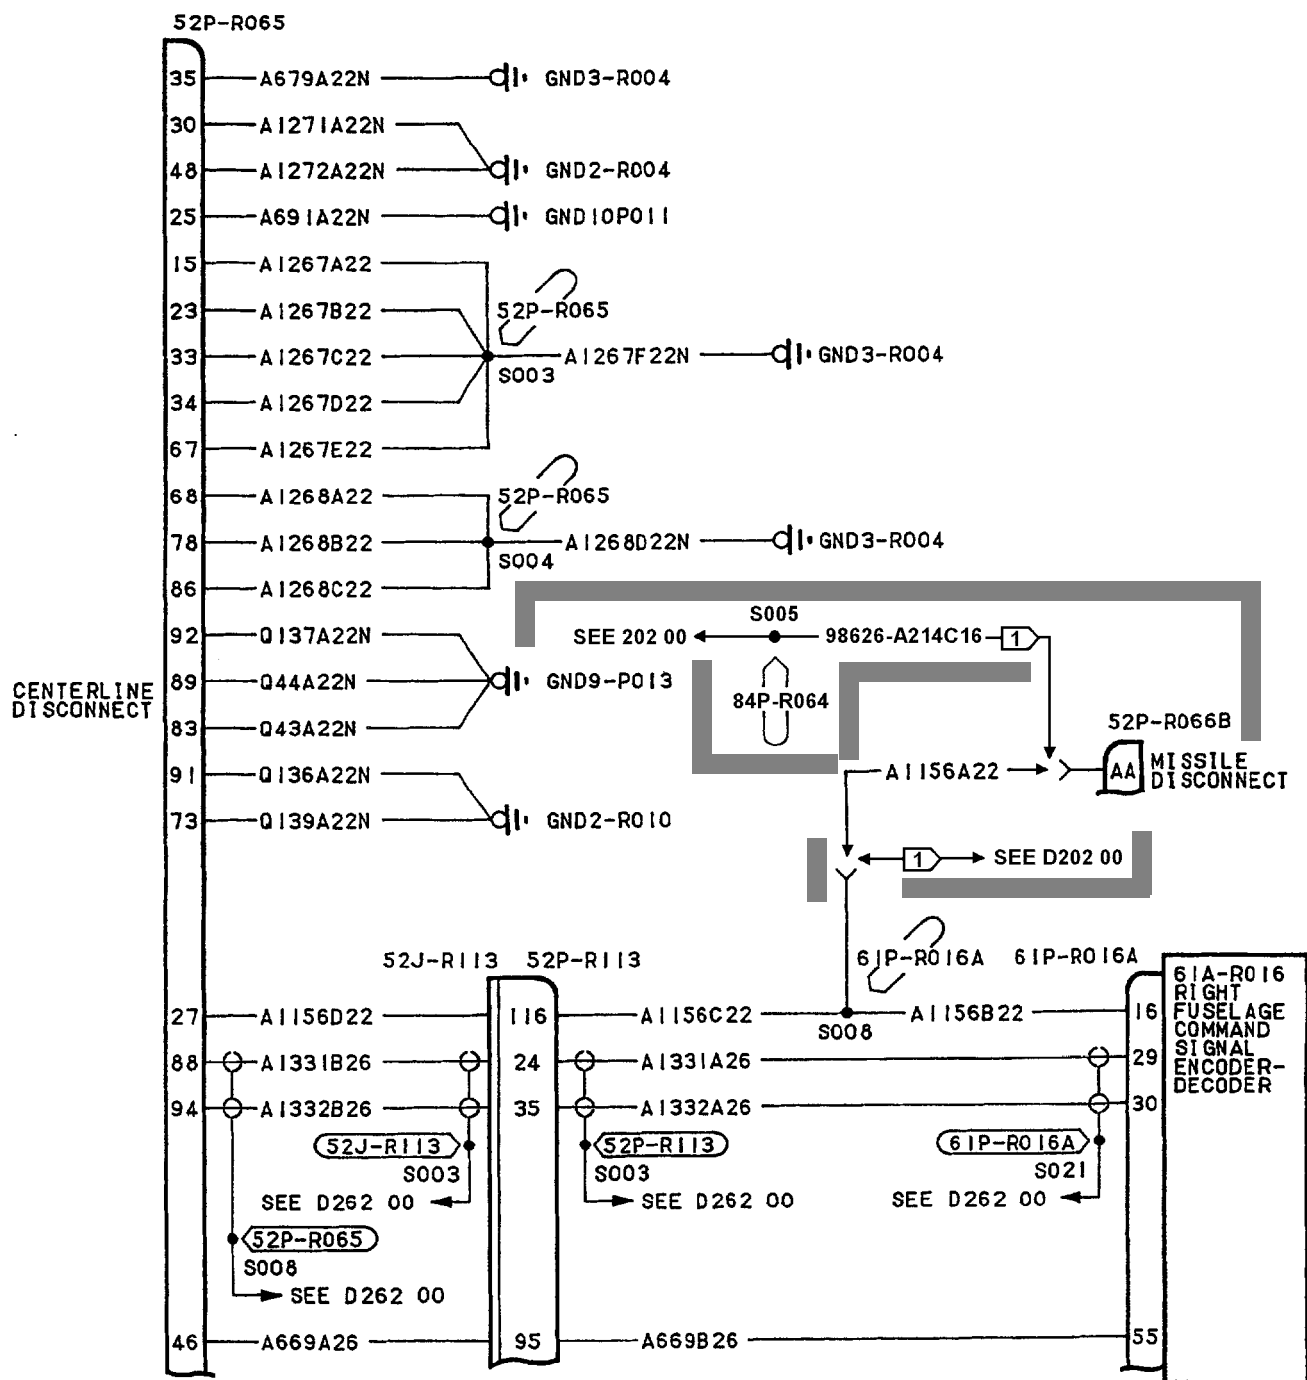 52P-R065
35 A679A22N GND3-R004
30 A1271A22N
48 A1272A22N GND2-R004
25 A691A22N GND10P011
15 A1267A22
52P-R065
23 A1267B22
33 A1267C22 A1267F22N GND3-R004
S003
34 A1267D22
67 A1267E22
68 A1268A22 52P-R065
78 A1268B22 A1268D22N GND3-R004
S004
86 A1268C22
S005
92 Q137A22N SEE 202 00 98626-A214C16 1
CENTERLINE
DISCONNECT
89 Q44A22N GND9-P013
84P-R064
83 Q43A22N
52P-R066B
91 Q136A22N A1156A22 AA MISSILE
DISCONNECT
73 Q139A22N GND2-R010
1 SEE D202 00
52J-R113 52P-R113 61P-R016A 61P-R016A
61A-R016
RIGHT
FUSELAGE
COMMAND
SIGNAL
ENCODER-
DECODER
27 A1156D22 116 A1156C22 A1156B22 16
S008
88 A1331B26 24 A1331A26 29
94 A1332B26 35 A1332A26 30
52J-R113 52P-R113 61P-R016A
S003 S003 S021
SEE D262 00 SEE D262 00 SEE D262 00
52P-R065
S008
SEE D262 00
46 A669A26 95 A669B26 55